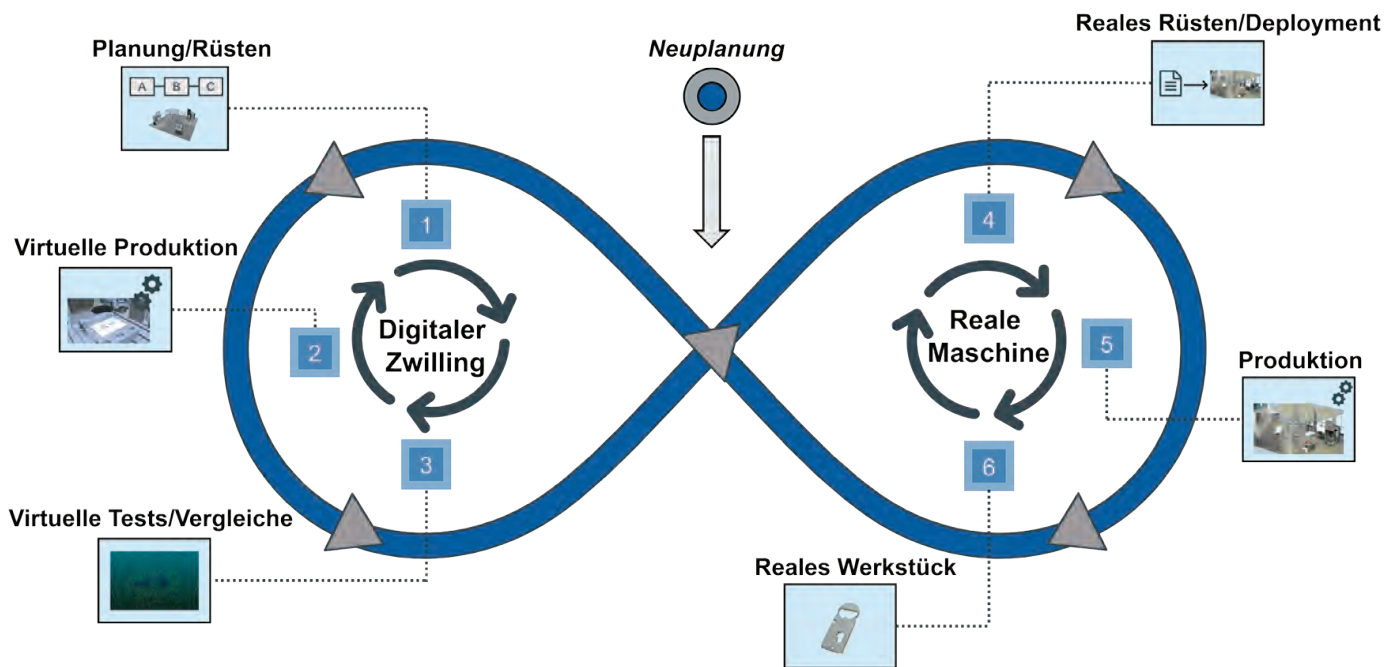 Planung/Rüsten
A B C
Neuplanung
Reales Rüsten/Deployment
1
4
Virtuelle Produktion
2
Digitaler
Zwilling
Reale
Maschine
5
Produktion
3
6
Virtuelle Tests/Vergleiche
Reales Werkstück